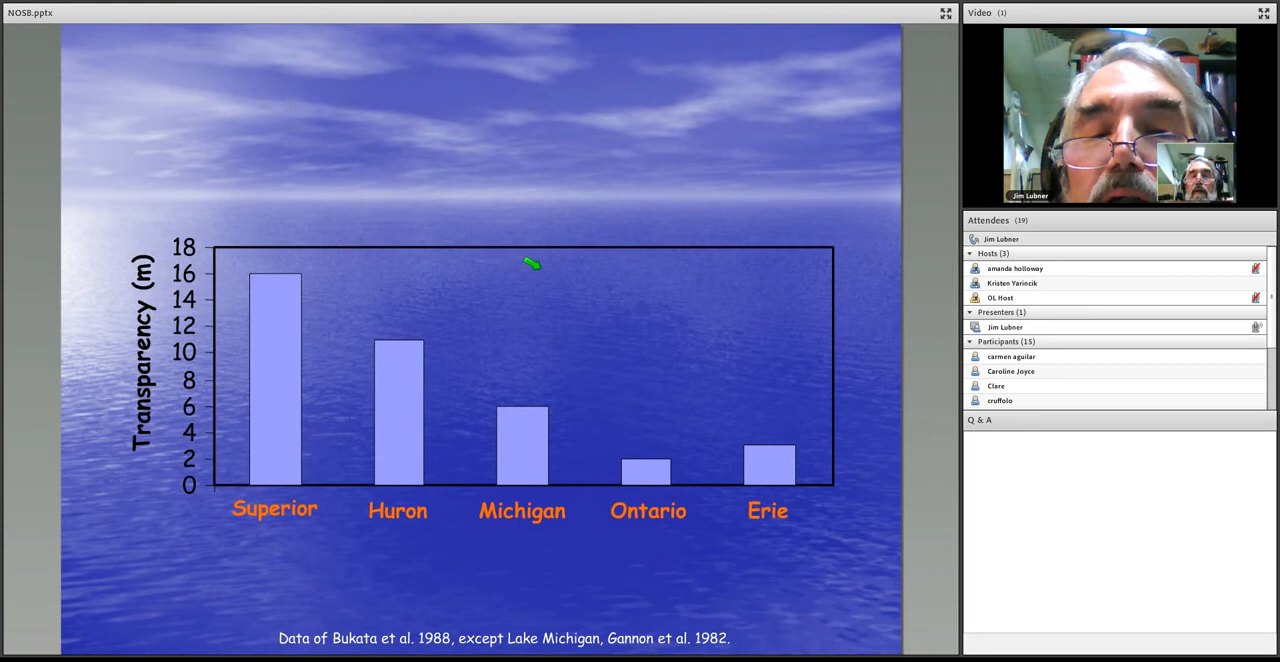 NOSB.pptx
Transparency (m)
18
16
14
12
10
8
6
4
2
0
Superior Huron Michigan Ontario Erie
Data of Bukata et al. 1988, except Lake Michigan, Gannon et al. 1982.
Video (1)
Jim Lubner
Attendees (19)
Jim Lubner
Hosts (3)
amanda holloway
Kristen Yarincik
OL Host
Presenters (1)
Jim Lubner
Participants (15)
carmen aguilar
Caroline Joyce
Clare
cruffolo
Q & A